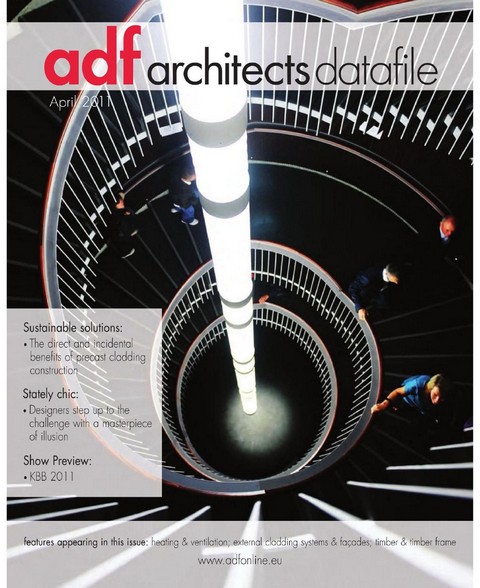 adf architects datafile
April 2011
Sustainable solutions:
• The direct and incidental
benefits of precast cladding
construction
Stately chic:
• Designers step up to the
challenge with a masterpiece
of illusion
Show Preview:
• KBB 2011
features appearing in this issue: heating & ventilation; external cladding systems & façades; timber & timber frame
www.adfonline.eu